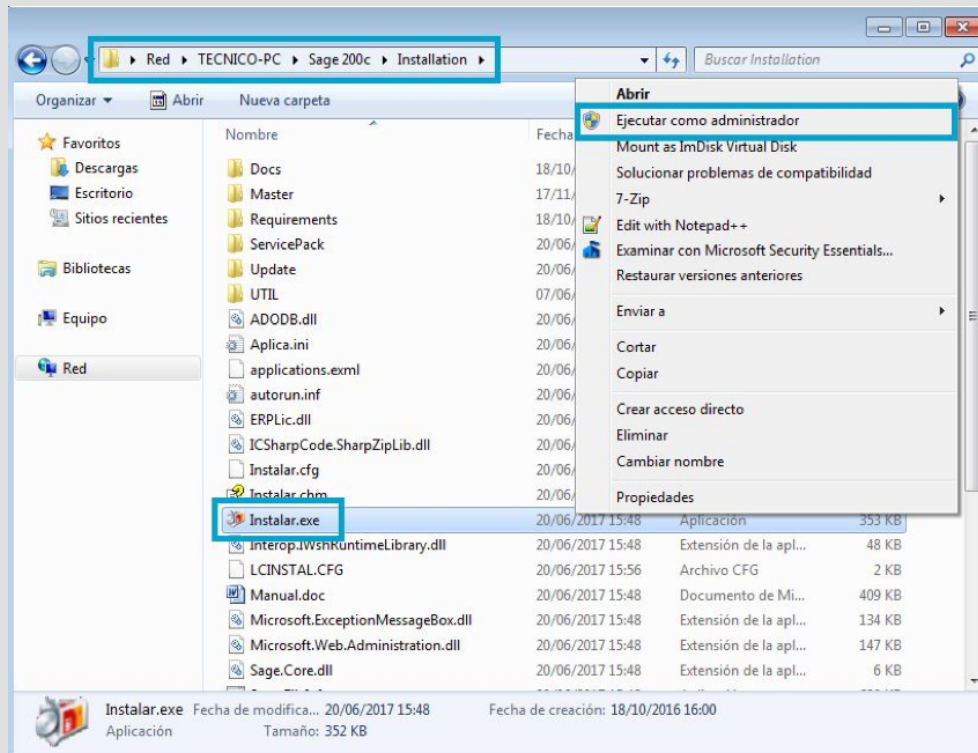 Red ▸ TECNICO-PC ▸ Sage 200c ▸ Installation ▸
Buscar Installation
Organizar Abrir Nueva carpeta
Favoritos
Descargas
Escritorio
Sitios recientes
Bibliotecas
Equipo
Red
Nombre Fecha
Docs 18/10/
Master 17/11/
Requirements 18/10/
ServicePack 20/06/
Update 20/06/
UTIL 07/06/
ADODB.dll 20/06/
Aplica.ini 20/06/
applications.exml 20/06/
autorun.inf 20/06/
ERPLic.dll 20/06/
ICSharpCode.SharpZipLib.dll 20/06/
Instalar.cfg 20/06/
Instalar.chm 20/06/
Instalar.exe 20/06/2017 15:48 Aplicación 353 KB
Interop.IWshRuntimeLibrary.dll 20/06/2017 15:48 Extensión de la apl... 48 KB
LCINSTAL.CFG 20/06/2017 15:56 Archivo CFG 2 KB
Manual.doc 20/06/2017 15:48 Documento de Mi... 409 KB
Microsoft.ExceptionMessageBox.dll 20/06/2017 15:48 Extensión de la apl... 134 KB
Microsoft.Web.Administration.dll 20/06/2017 15:48 Extensión de la apl... 147 KB
Sage.Core.dll 20/06/2017 15:48 Extensión de la apl... 6 KB
Abrir
Ejecutar como administrador
Mount as ImDisk Virtual Disk
Solucionar problemas de compatibilidad
7-Zip
Edit with Notepad++
Examinar con Microsoft Security Essentials...
Restaurar versiones anteriores
Enviar a
Cortar
Copiar
Crear acceso directo
Eliminar
Cambiar nombre
Propiedades
Instalar.exe Fecha de modifica... 20/06/2017 15:48 Fecha de creación: 18/10/2016 16:00
Aplicación Tamaño: 352 KB